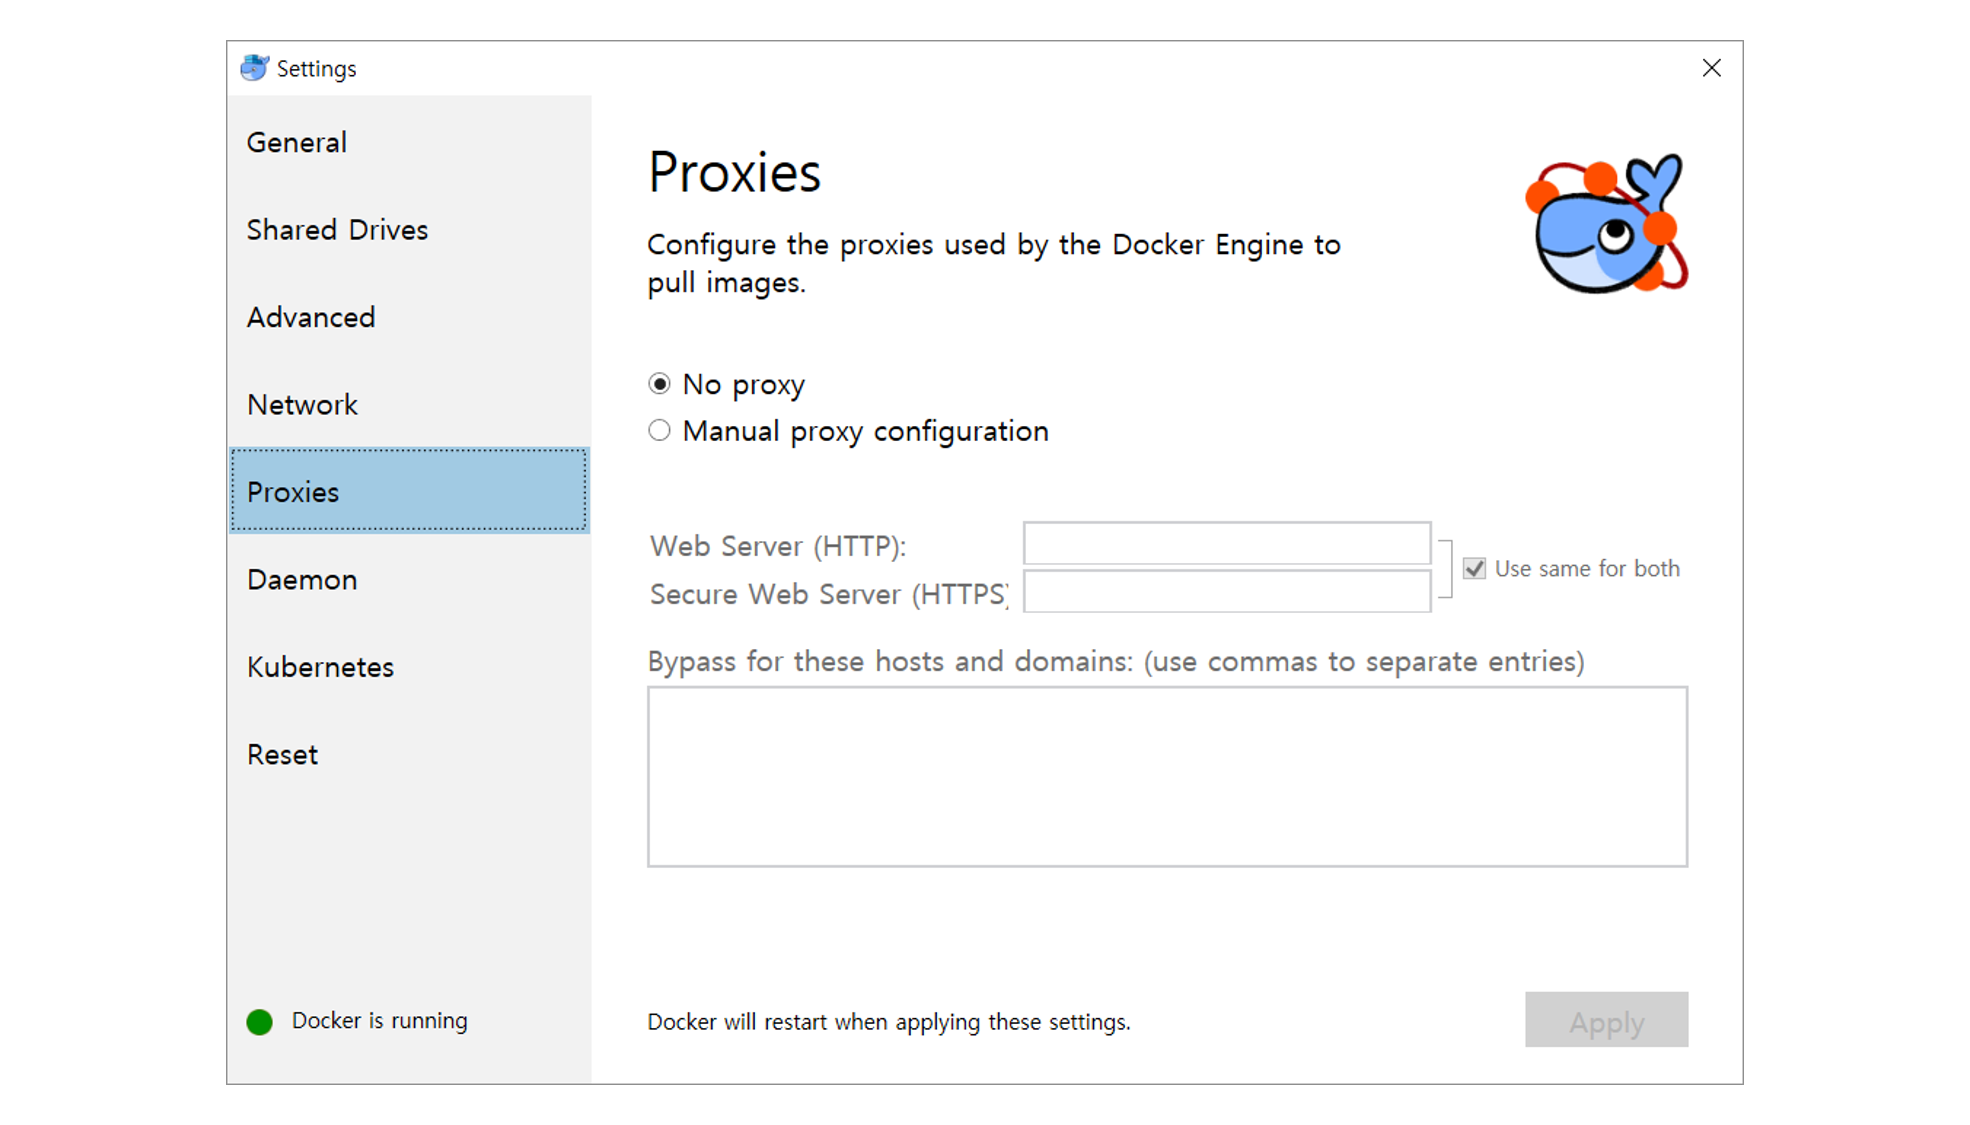 Settings
General
Shared Drives
Advanced
Network
Proxies
Daemon
Kubernetes
Reset
Docker is running
Proxies
Configure the proxies used by the Docker Engine to
pull images.
No proxy
Manual proxy configuration
Web Server (HTTP):
Secure Web Server (HTTPS)
Use same for both
Bypass for these hosts and domains: (use commas to separate entries)
Docker will restart when applying these settings.
Apply